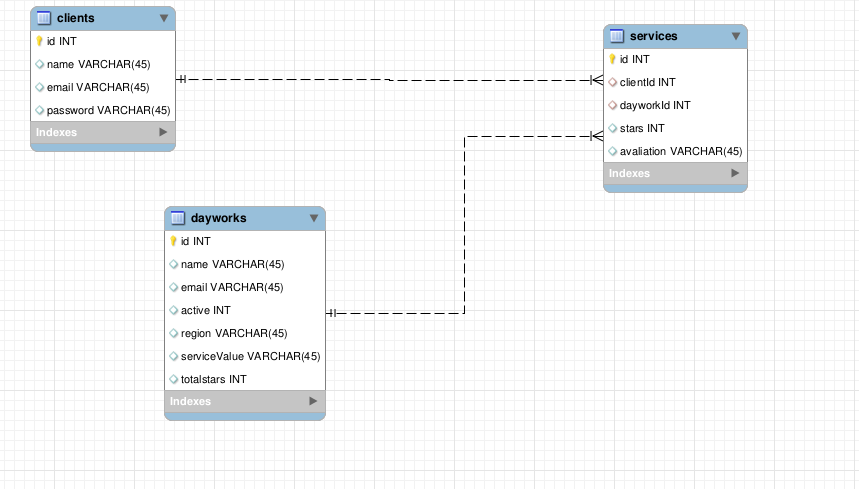 clients
id INT
name VARCHAR(45)
email VARCHAR(45)
password VARCHAR(45)
Indexes
services
id INT
clientId INT
dayworkId INT
stars INT
avaliation VARCHAR(45)
Indexes
dayworks
id INT
name VARCHAR(45)
email VARCHAR(45)
active INT
region VARCHAR(45)
serviceValue VARCHAR(45)
totalstars INT
Indexes